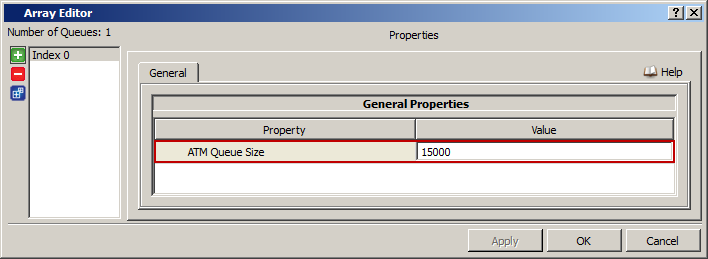 Array Editor
Number of Queues: 1
Properties
Index 0
General
Help
General Properties
Property Value
ATM Queue Size 15000
Apply OK Cancel